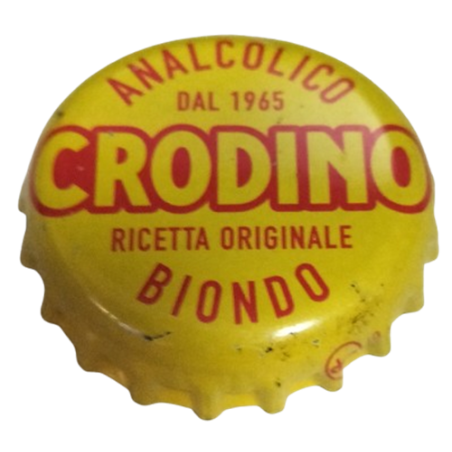 ANALCOLICO
DAL 1965
CRODINO
RICETTA ORIGINALE
BIONDO